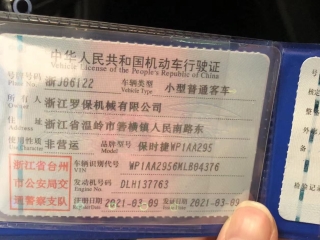 中华人民共和国机动车行驶证
Vehicle License of the People's Republic of China
号牌号码 浙J06122 车辆类型 小型普通客车
Plate No. Vehicle Type
所有人 浙江罗保机械有限公司
Owner
住址 浙江省温岭市箬横镇人民南路东
Address
使用性质 非营运 品牌型号 保时捷WP1AA295
Use Character Model
浙江省台州
市公安局交
通警察支队
车辆识别代号
VIN WP1AA2956MLB04376
发动机号码 DLH137763
Engine No.
注册日期 2021-03-09 发证日期 2021-03-09
Register Date Issue Date